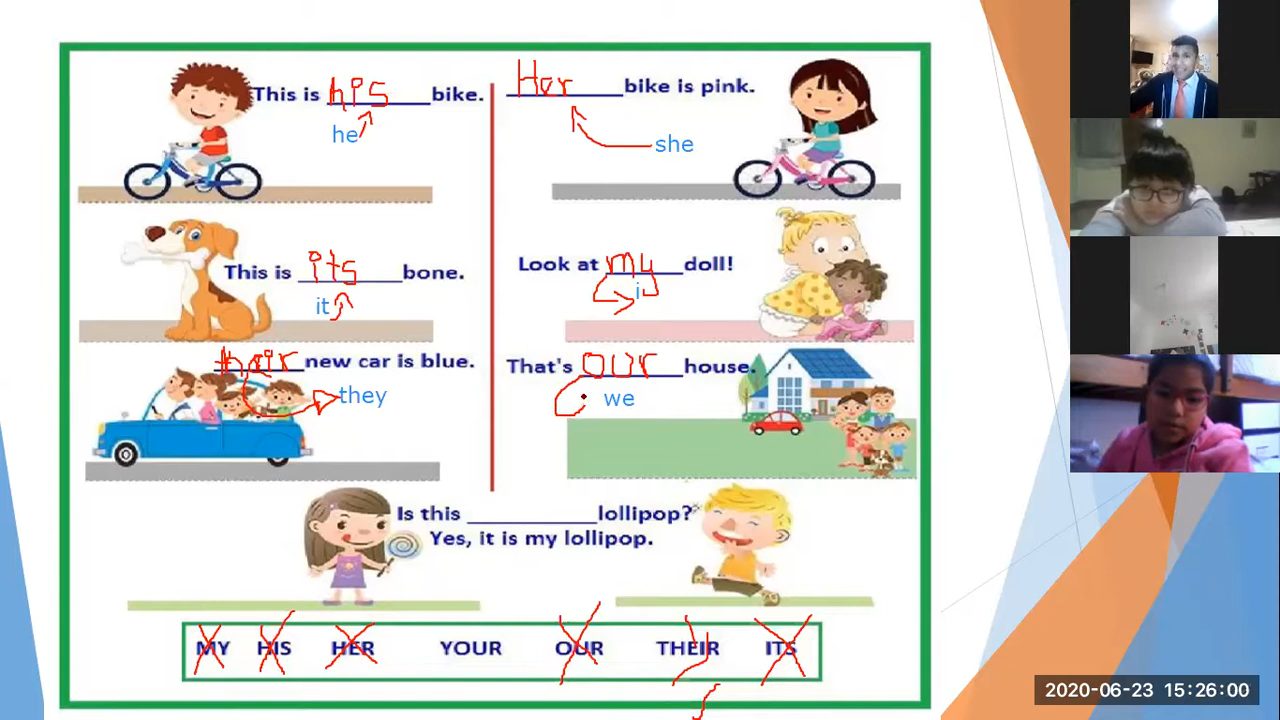 This is his bike.
he
Her bike is pink.
she
This is its bone.
it
Look at my doll!
i
their new car is blue.
they
That's our house.
we
Is this __________ lollipop?
Yes, it is my lollipop.
MY HIS HER YOUR OUR THEIR ITS
2020-06-23 15:26:00